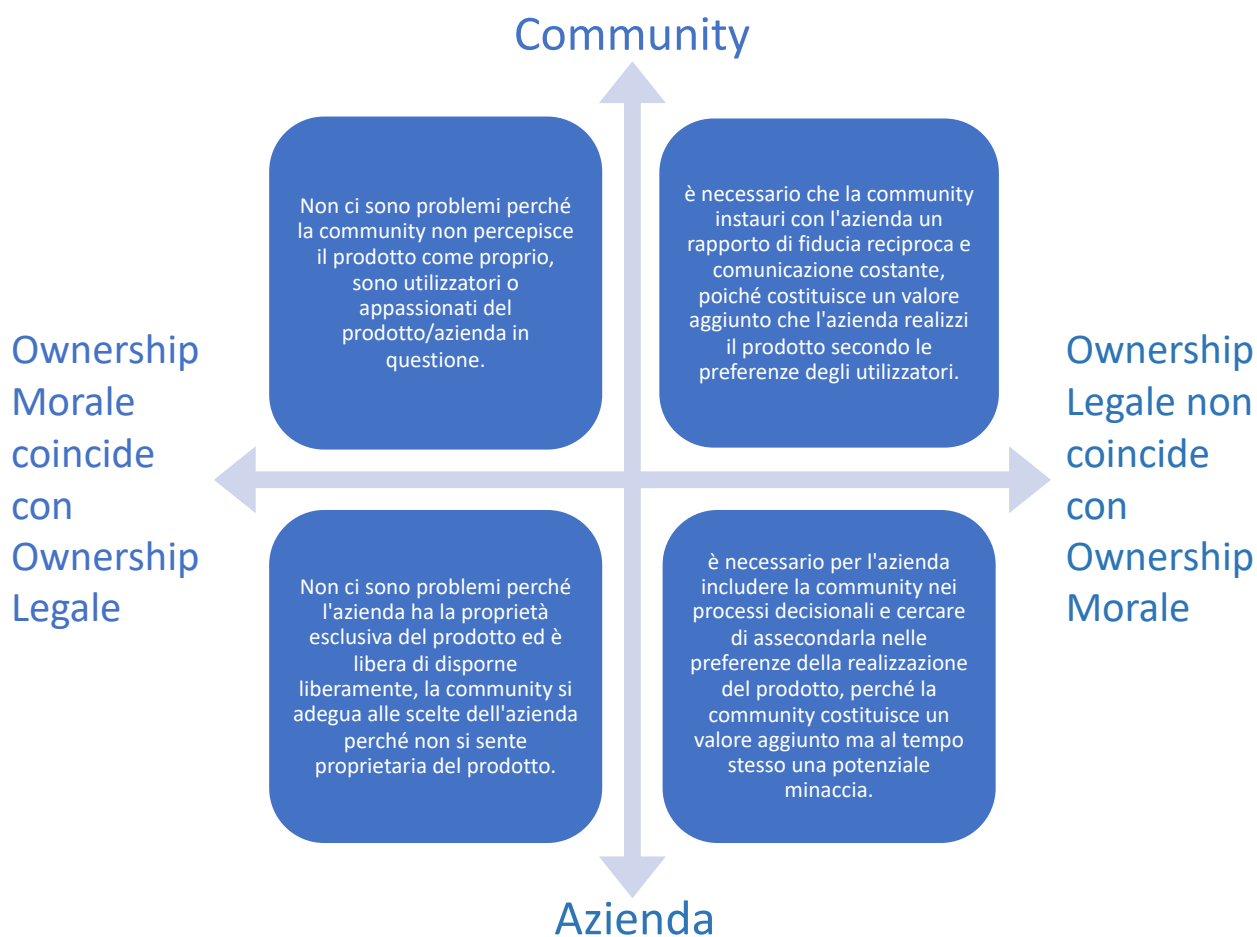 Community
Non ci sono problemi perché
la community non percepisce
il prodotto come proprio,
sono utilizzatori o
appassionati del
prodotto/azienda in
questione.
è necessario che la community
instauri con l'azienda un
rapporto di fiducia reciproca e
comunicazione costante,
poiché costituisce un valore
aggiunto che l'azienda realizzi
il prodotto secondo le
preferenze degli utilizzatori.
Ownership
Morale
coincide
con
Ownership
Legale
Ownership
Legale non
coincide
con
Ownership
Morale
Non ci sono problemi perché
l'azienda ha la proprietà
esclusiva del prodotto ed è
libera di disporne
liberamente, la community si
adegua alle scelte dell'azienda
perché non si sente
proprietaria del prodotto.
è necessario per l'azienda
includere la community nei
processi decisionali e cercare
di assecondarla nelle
preferenze della realizzazione
del prodotto, perché la
community costituisce un
valore aggiunto ma al tempo
stesso una potenziale
minaccia.
Azienda